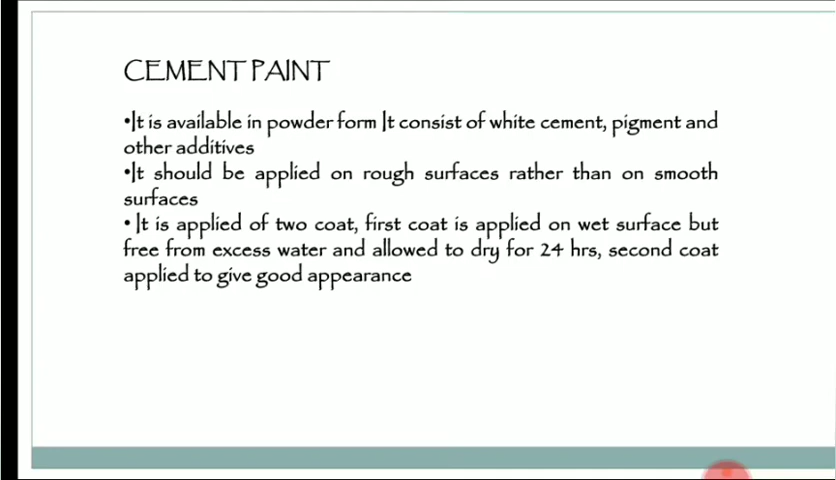 CEMENT PAINT
•It is available in powder form It consist of white cement, pigment and
other additives
•It should be applied on rough surfaces rather than on smooth
surfaces
• It is applied of two coat, first coat is applied on wet surface but
free from excess water and allowed to dry for 24 hrs, second coat
applied to give good appearance